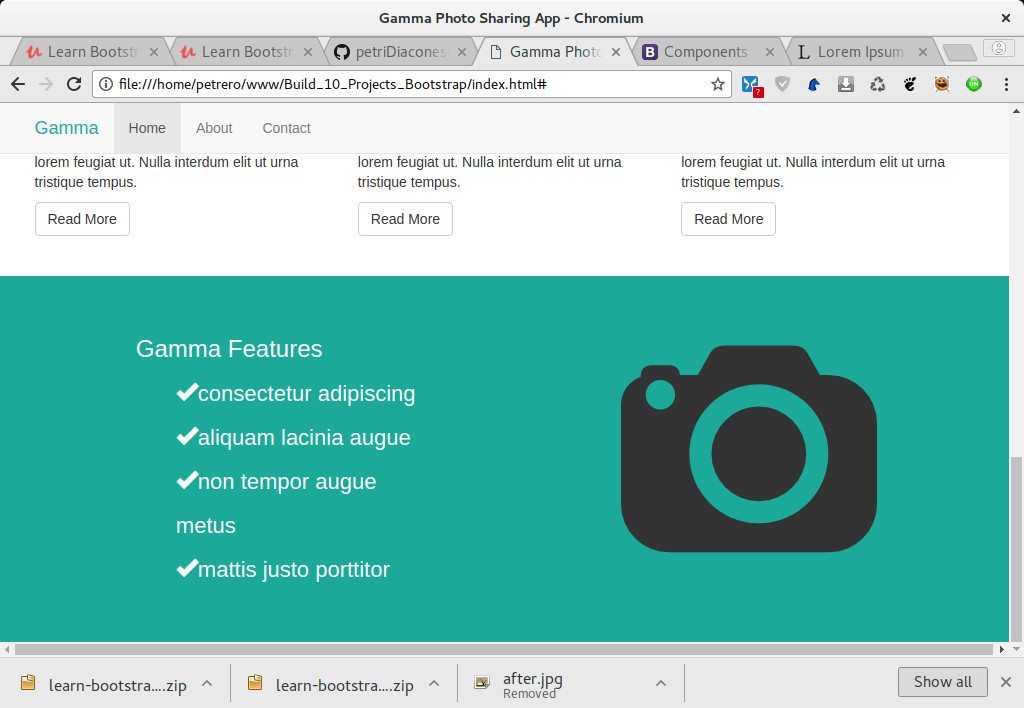 Gamma Photo Sharing App - Chromium
Learn Bootstr
Learn Bootstr
petriDiacones
Gamma Photo
Components
Lorem Ipsum
file:///home/petrero/www/Build_10_Projects_Bootstrap/index.html#
?
ON
Gamma
Home
About
Contact
lorem feugiat ut. Nulla interdum elit ut urna
tristique tempus.
Read More
lorem feugiat ut. Nulla interdum elit ut urna
tristique tempus.
Read More
lorem feugiat ut. Nulla interdum elit ut urna
tristique tempus.
Read More
Gamma Features
consectetur adipiscing
aliquam lacinia augue
non tempor augue
metus
mattis justo porttitor
learn-bootstra....zip
learn-bootstra....zip
after.jpg
Removed
Show all